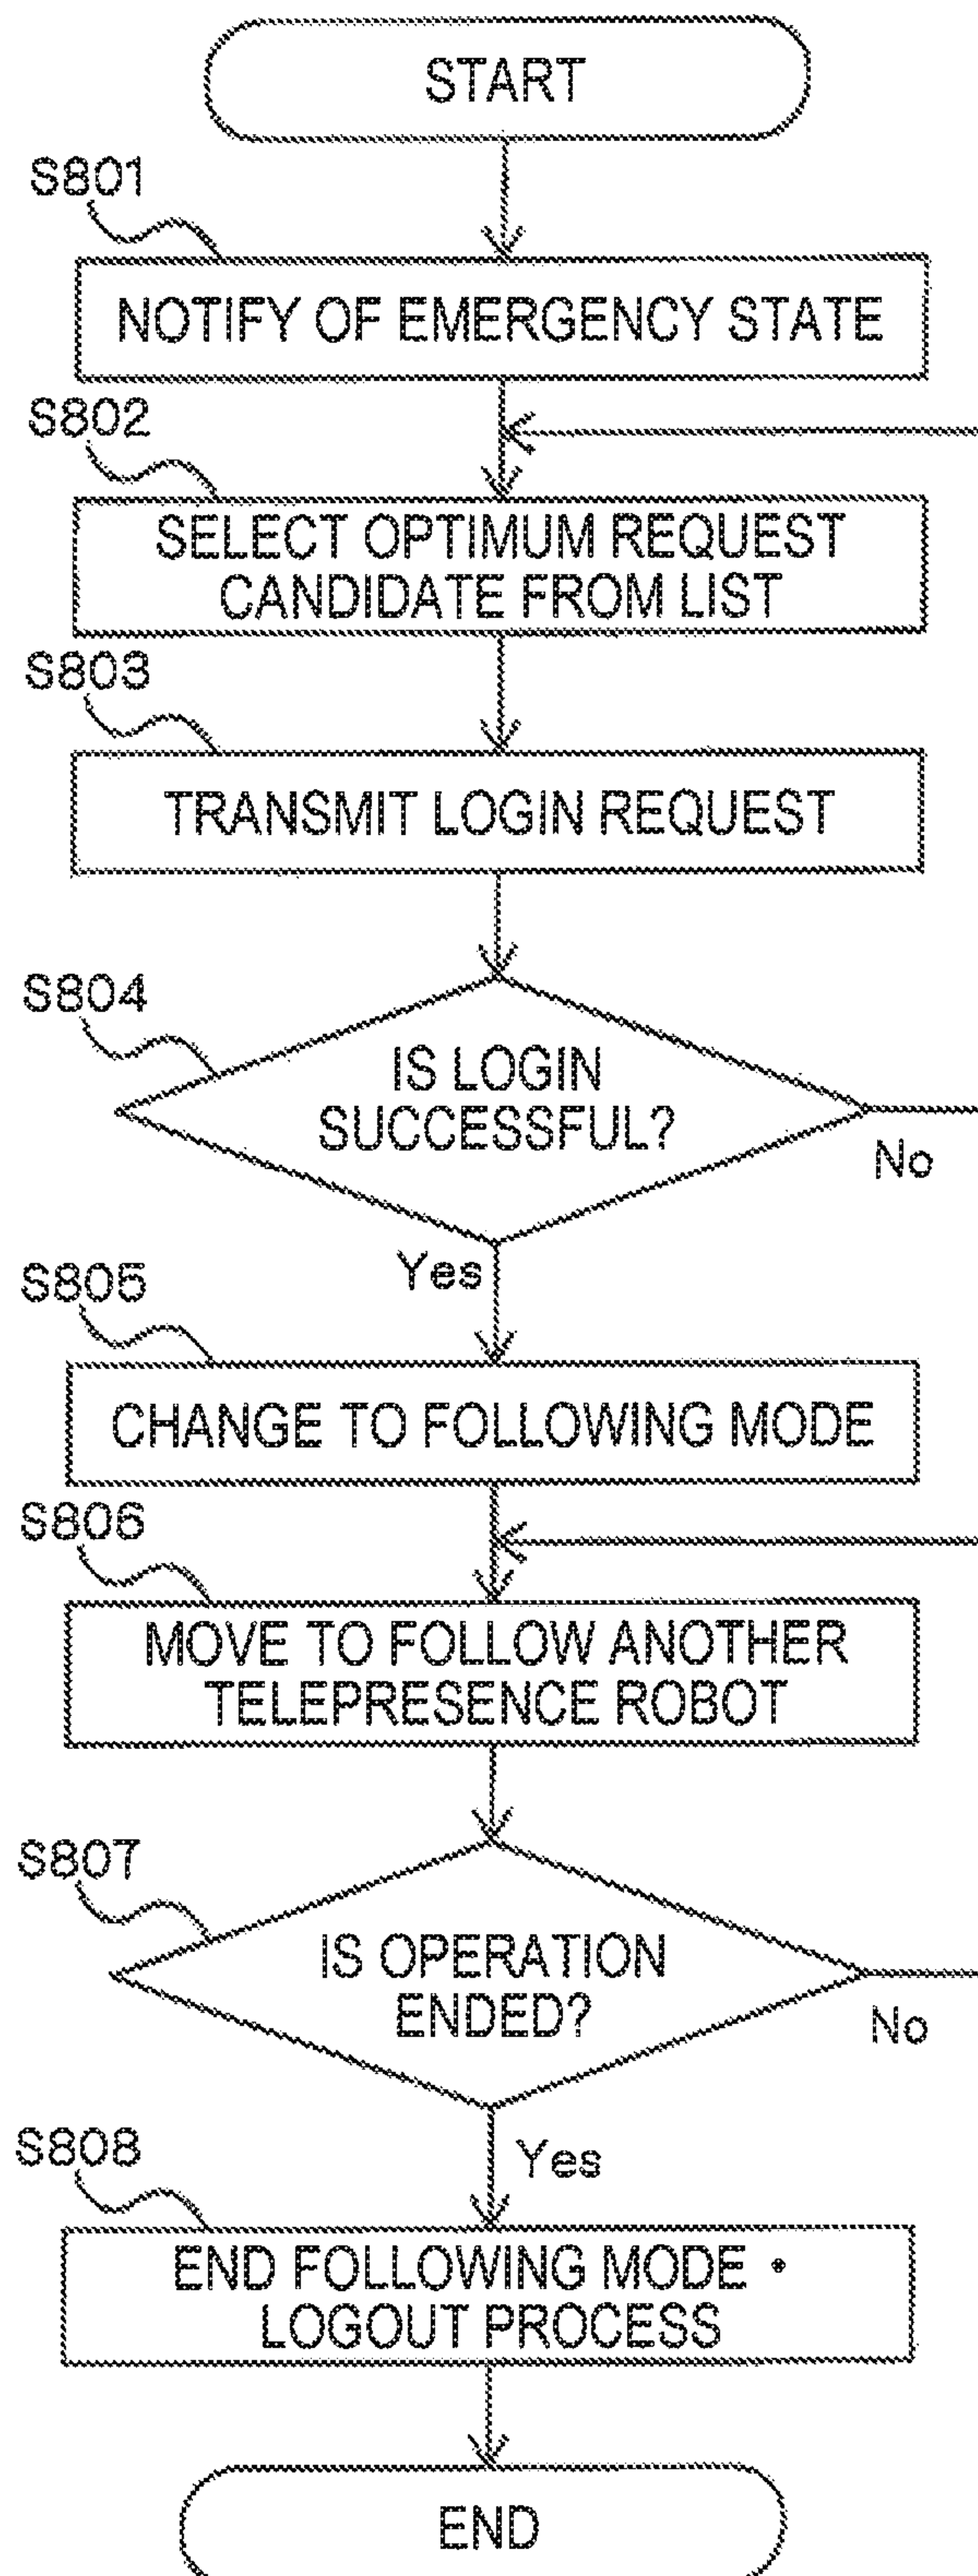 START
S801
NOTIFY OF EMERGENCY STATE
S802
SELECT OPTIMUM REQUEST
CANDIDATE FROM LIST
S803
TRANSMIT LOGIN REQUEST
S804
IS LOGIN
SUCCESSFUL?
No
Yes
S805
CHANGE TO FOLLOWING MODE
S806
MOVE TO FOLLOW ANOTHER
TELEPRESENCE ROBOT
S807
IS OPERATION
ENDED?
No
Yes
S808
END FOLLOWING MODE •
LOGOUT PROCESS
END